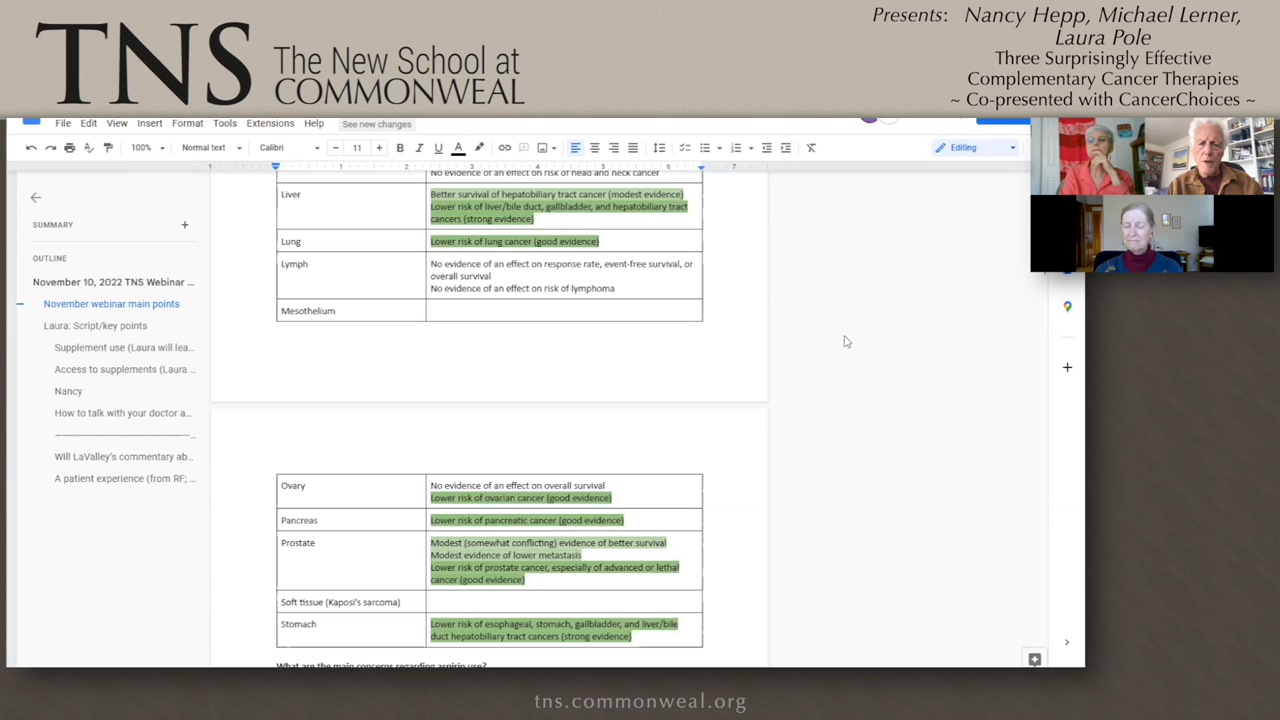 TNS
The New School at
COMMONWEAL
Presents: Nancy Hepp, Michael Lerner,
Laura Pole
Three Surprisingly Effective
Complementary Cancer Therapies
~ Co-presented with CancerChoices ~
File Edit View Insert Format Tools Extensions Help See new changes
100% Normal text Calibri − 11 + B I U A Editing
1 1 2 3 4 5 6 7
SUMMARY +
OUTLINE
November 10, 2022 TNS Webinar ...
November webinar main points
Laura: Script/key points
Supplement use (Laura will lea...
Access to supplements (Laura ...
Nancy
How to talk with your doctor a...
Will LaValley's commentary ab...
A patient experience (from RF; ...
No evidence of an effect on risk of head and neck cancer
Liver
Better survival of hepatobiliary tract cancer (modest evidence)
Lower risk of liver/bile duct, gallbladder, and hepatobiliary tract
cancers (strong evidence)
Lung
Lower risk of lung cancer (good evidence)
Lymph
No evidence of an effect on response rate, event-free survival, or
overall survival
No evidence of an effect on risk of lymphoma
Mesothelium
Ovary
No evidence of an effect on overall survival
Lower risk of ovarian cancer (good evidence)
Pancreas
Lower risk of pancreatic cancer (good evidence)
Prostate
Modest (somewhat conflicting) evidence of better survival
Modest evidence of lower metastasis
Lower risk of prostate cancer, especially of advanced or lethal
cancer (good evidence)
Soft tissue (Kaposi's sarcoma)
Stomach
Lower risk of esophageal, stomach, gallbladder, and liver/bile
duct hepatobiliary tract cancers (strong evidence)
What are the main concerns regarding aspirin use?
tns.commonweal.org